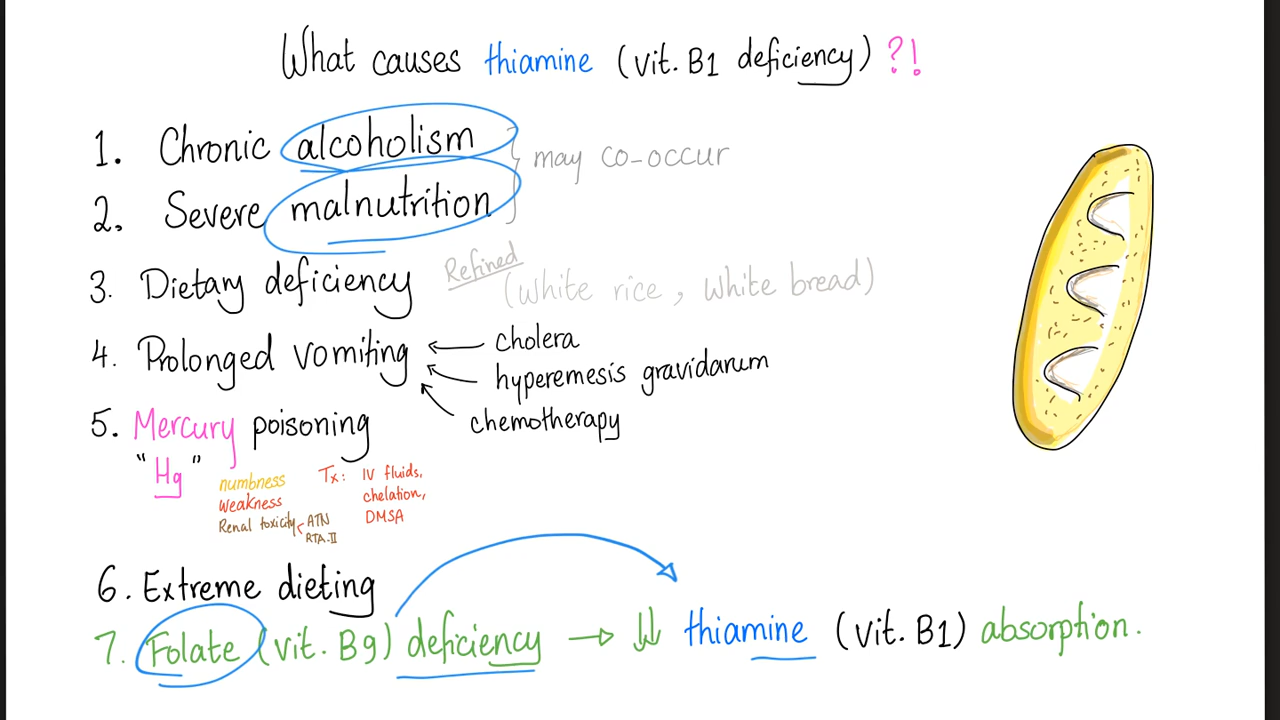 What causes thiamine (vit. B1 deficiency) ?!
1. Chronic alcoholism
may co-occur
2. Severe malnutrition
3. Dietary deficiency Refined (white rice, white bread)
4. Prolonged vomiting
cholera
hyperemesis gravidarum
chemotherapy
5. Mercury poisoning
"Hg"
numbness
weakness
Renal toxicity
ATN
RTA-II
Tx: IV fluids,
chelation,
DMSA
6. Extreme dieting
7. Folate (vit. B9) deficiency → ↓↓ thiamine (vit. B1) absorption.